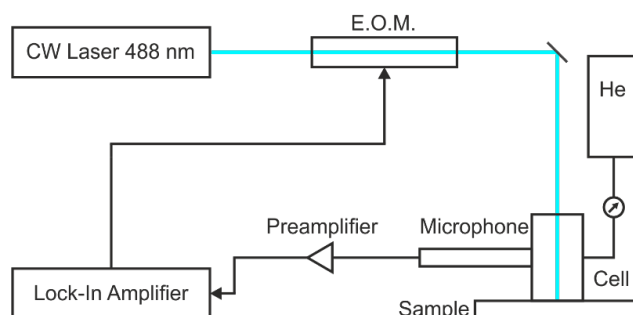 E.O.M.
CW Laser 488 nm
He
Preamplifier
Microphone
Cell
Lock-In Amplifier
Sample